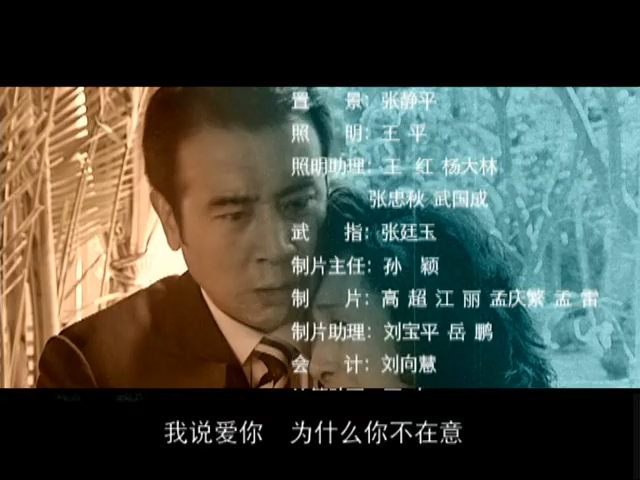 置 景：张静平
照 明：王 平
照明助理：王 红 杨大林
张忠秋 武国成
武 指：张廷玉
制片主任：孙 颖
制 片：高 超 江 丽 孟庆繁 孟 雷
制片助理：刘宝平 岳 鹏
会 计：刘向慧
我说爱你 为什么你不在意